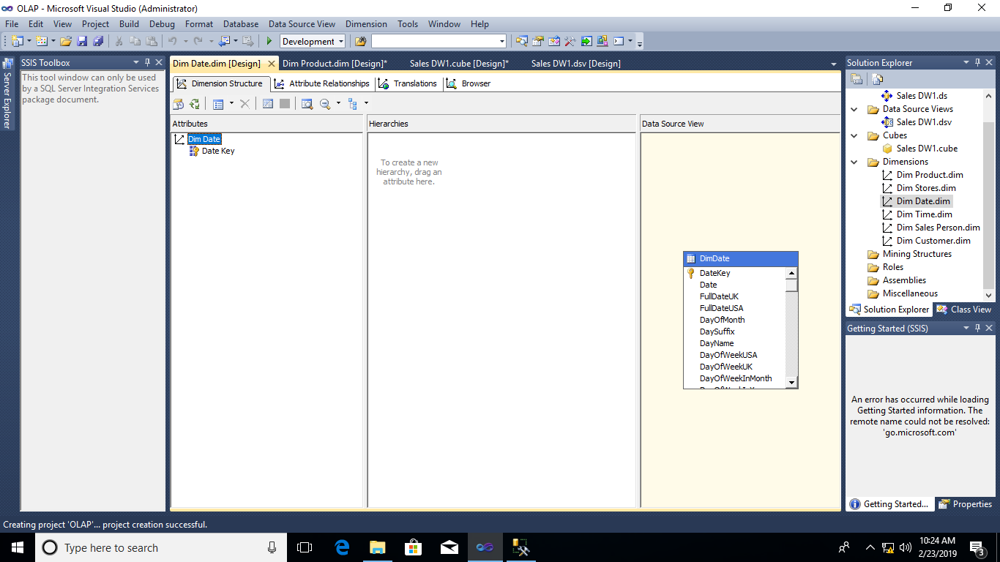 OLAP - Microsoft Visual Studio (Administrator)
File Edit View Project Build Debug Format Database Data Source View Dimension Tools Window Help
Development
Server Explorer
SSIS Toolbox
This tool window can only be used
by a SQL Server Integration Services
package document.
Dim Date.dim [Design] Dim Product.dim [Design]* Sales DW1.cube [Design]* Sales DW1.dsv [Design]
Dimension Structure Attribute Relationships Translations Browser
Attributes
Dim Date
Date Key
Hierarchies
To create a new
hierarchy, drag an
attribute here.
Data Source View
DimDate
DateKey
Date
FullDateUK
FullDateUSA
DayOfMonth
DaySuffix
DayName
DayOfWeekUSA
DayOfWeekUK
DayOfWeekInMonth
Solution Explorer
Sales DW1.ds
Data Source Views
Sales DW1.dsv
Cubes
Sales DW1.cube
Dimensions
Dim Product.dim
Dim Stores.dim
Dim Date.dim
Dim Time.dim
Dim Sales Person.dim
Dim Customer.dim
Mining Structures
Roles
Assemblies
Miscellaneous
Solution Explorer Class View
Getting Started (SSIS)
An error has occurred while loading
Getting Started information. The
remote name could not be resolved:
'go.microsoft.com'
Getting Started... Properties
Creating project 'OLAP'... project creation successful.
Type here to search
10:24 AM
2/23/2019
3